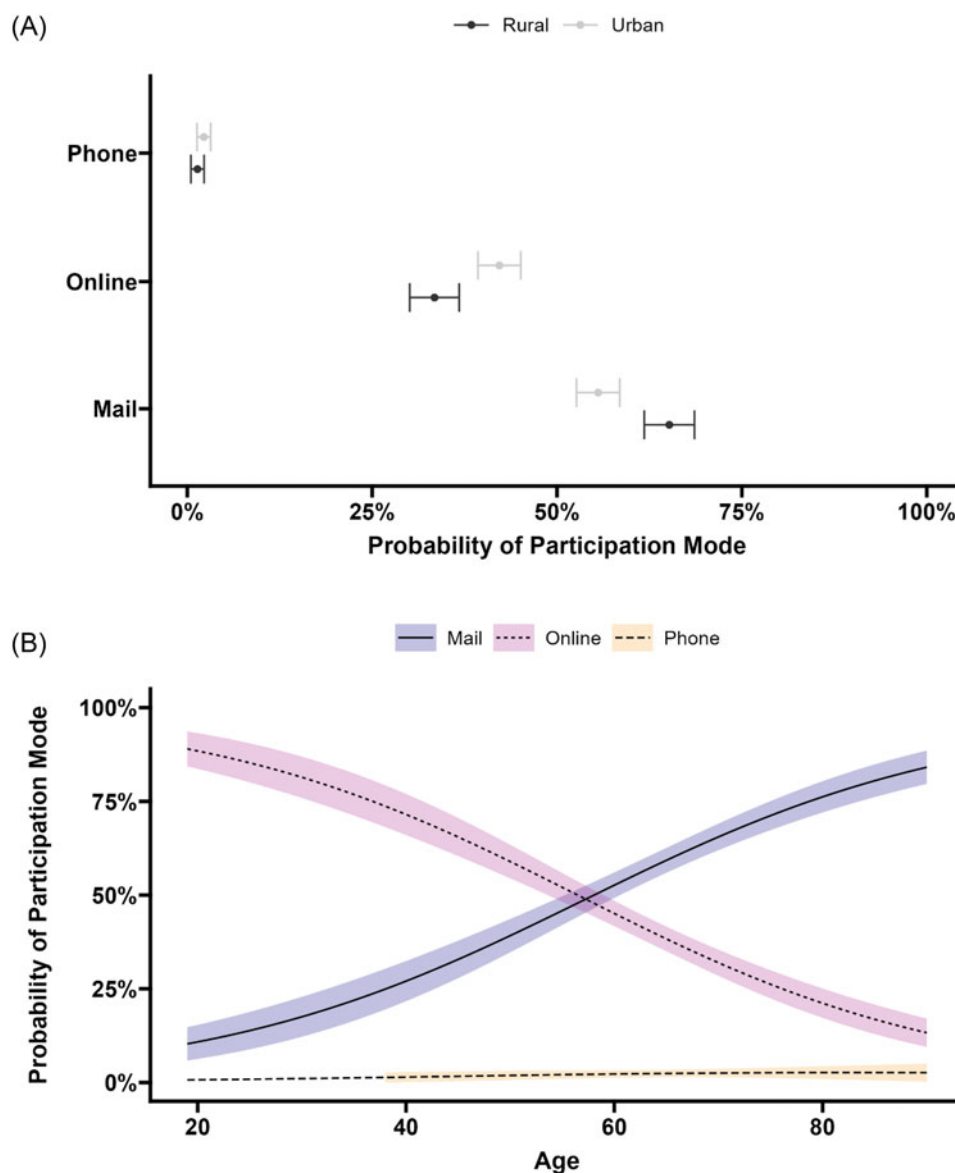 (A)
Rural Urban
Phone
Online
Mail
0% 25% 50% 75% 100%
Probability of Participation Mode
(B)
Mail Online Phone
Probability of Participation Mode
100%
75%
50%
25%
0%
20 40 60 80
Age